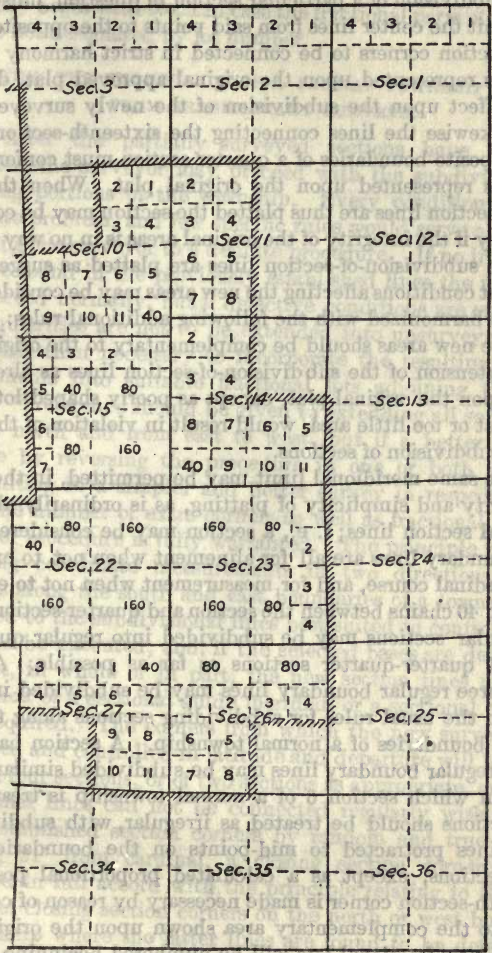 4 3 2 1 4 3 2 1 4 3 2 1
Sec.3 Sec.2 Sec.1
2 1 2 1
3 4 3 4
Sec.10 Sec.11 Sec.12
6 5
8 7 6 5
7 8
9 10 11 40
2 1
4 3 2 1
3 4
5 40 80
Sec.15 Sec.14 Sec.13
6 8 7 6 5
80 160
7 40 9 10 11
1
80 160 160 80
40 2
Sec.22 Sec.23 Sec.24
3
160 160 160 80
4
3 2 1 40 80 80
4 5 6 7 1 2 3 4
Sec.27 Sec.26 Sec.25
9 8 6 5
10 11 7 8
Sec.34 Sec.35 Sec.36